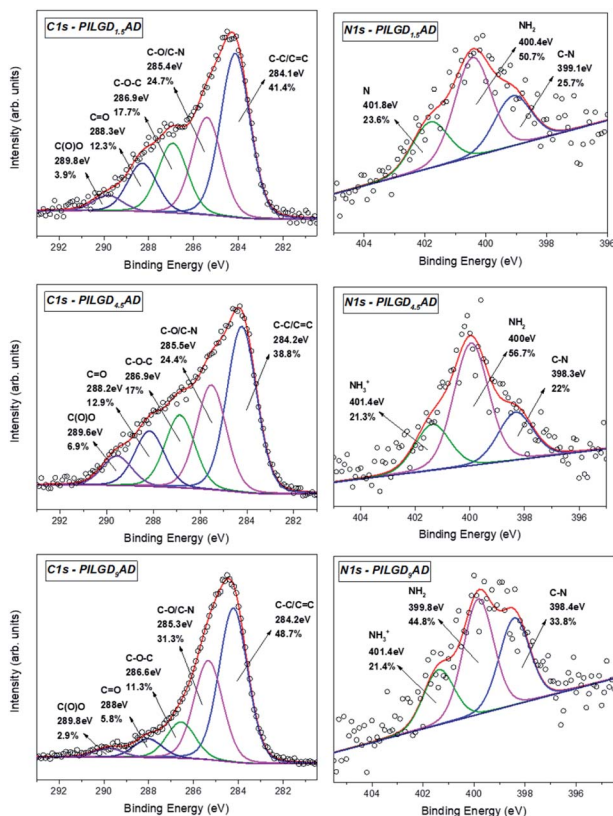 C1s - PILGD1.5AD
C-O/C-N
285.4eV
24.7%
C-C/C=C
284.1eV
41.4%
C-O-C
286.9eV
17.7%
C=O
288.3eV
12.3%
C(O)O
289.8eV
3.9%
Intensity (arb. units)
292 290 288 286 284 282
Binding Energy (eV)
N1s - PILGD1.5AD
NH2
400.4eV
50.7%
C-N
399.1eV
25.7%
N
401.8eV
23.6%
404 402 400 398 396
Binding Energy (eV)
C1s - PILGD4.5AD
C-O/C-N
285.5eV
24.4%
C-C/C=C
284.2eV
38.8%
C-O-C
286.9eV
17%
C=O
288.2eV
12.9%
C(O)O
289.6eV
6.9%
Intensity (arb. units)
292 290 288 286 284 282
Binding Energy (eV)
N1s - PILGD4.5AD
NH2
400eV
56.7%
C-N
398.3eV
22%
NH3+
401.4eV
21.3%
404 402 400 398 396
Binding Energy (eV)
C1s - PILGD9AD
C-O/C-N
285.3eV
31.3%
C-C/C=C
284.2eV
48.7%
C-O-C
286.6eV
11.3%
C=O
288eV
5.8%
C(O)O
289.8eV
2.9%
Intensity (arb. units)
292 290 288 286 284 282
Binding Energy (eV)
N1s - PILGD9AD
NH2
399.8eV
44.8%
C-N
398.4eV
33.8%
NH3+
401.4eV
21.4%
404 402 400 398 396
Binding Energy (eV)